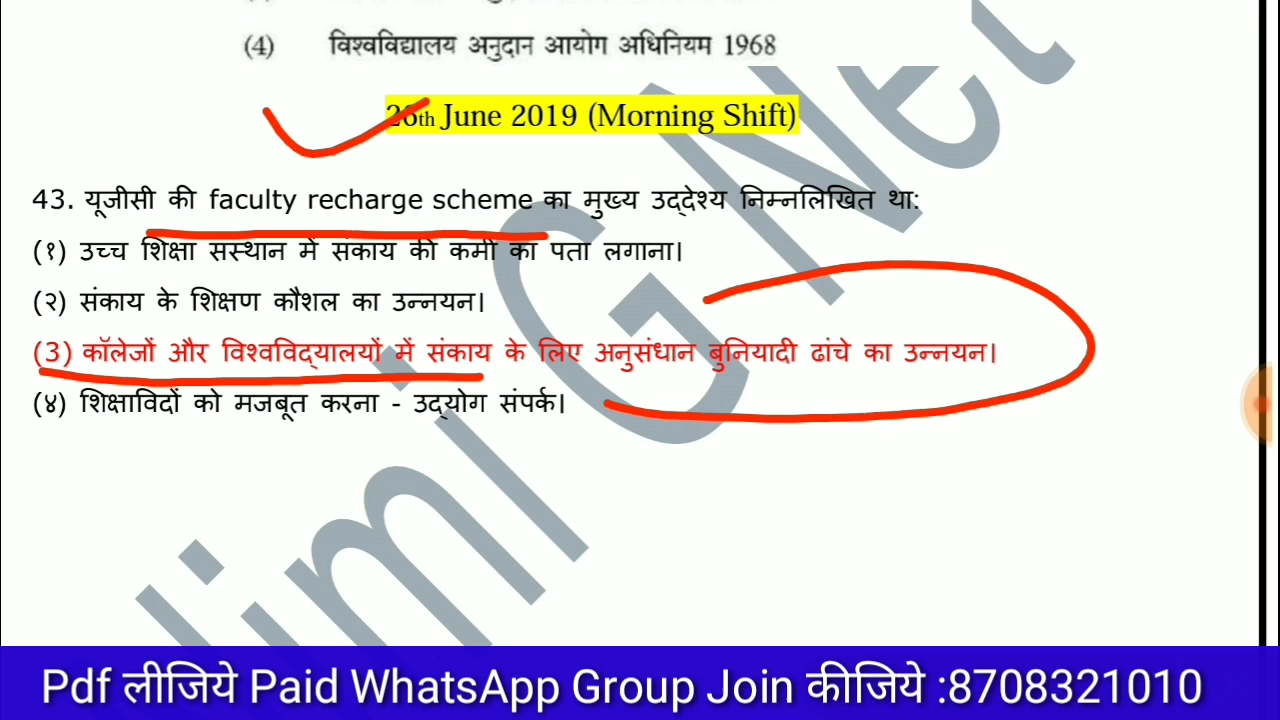 (4) विश्वविद्यालय अनुदान आयोग अधिनियम 1968
26th June 2019 (Morning Shift)
43. यूजीसी की faculty recharge scheme का मुख्य उद्देश्य निम्नलिखित था:
(१) उच्च शिक्षा संस्थान में संकाय की कमी का पता लगाना।
(२) संकाय के शिक्षण कौशल का उन्नयन।
(3) कॉलेजों और विश्वविद्यालयों में संकाय के लिए अनुसंधान बुनियादी ढांचे का उन्नयन।
(४) शिक्षाविदों को मजबूत करना - उद्योग संपर्क।
Pdf लीजिये Paid WhatsApp Group Join कीजिये :8708321010